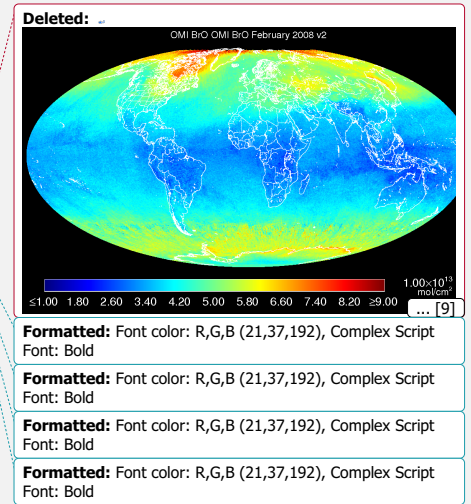 Deleted:
OMI BrO OMI BrO February 2008 v2
1.00×10¹³
mol/cm²
≤1.00 1.80 2.60 3.40 4.20 5.00 5.80 6.60 7.40 8.20 ≥9.00
... [9]
Formatted: Font color: R,G,B (21,37,192), Complex Script
Font: Bold
Formatted: Font color: R,G,B (21,37,192), Complex Script
Font: Bold
Formatted: Font color: R,G,B (21,37,192), Complex Script
Font: Bold
Formatted: Font color: R,G,B (21,37,192), Complex Script
Font: Bold